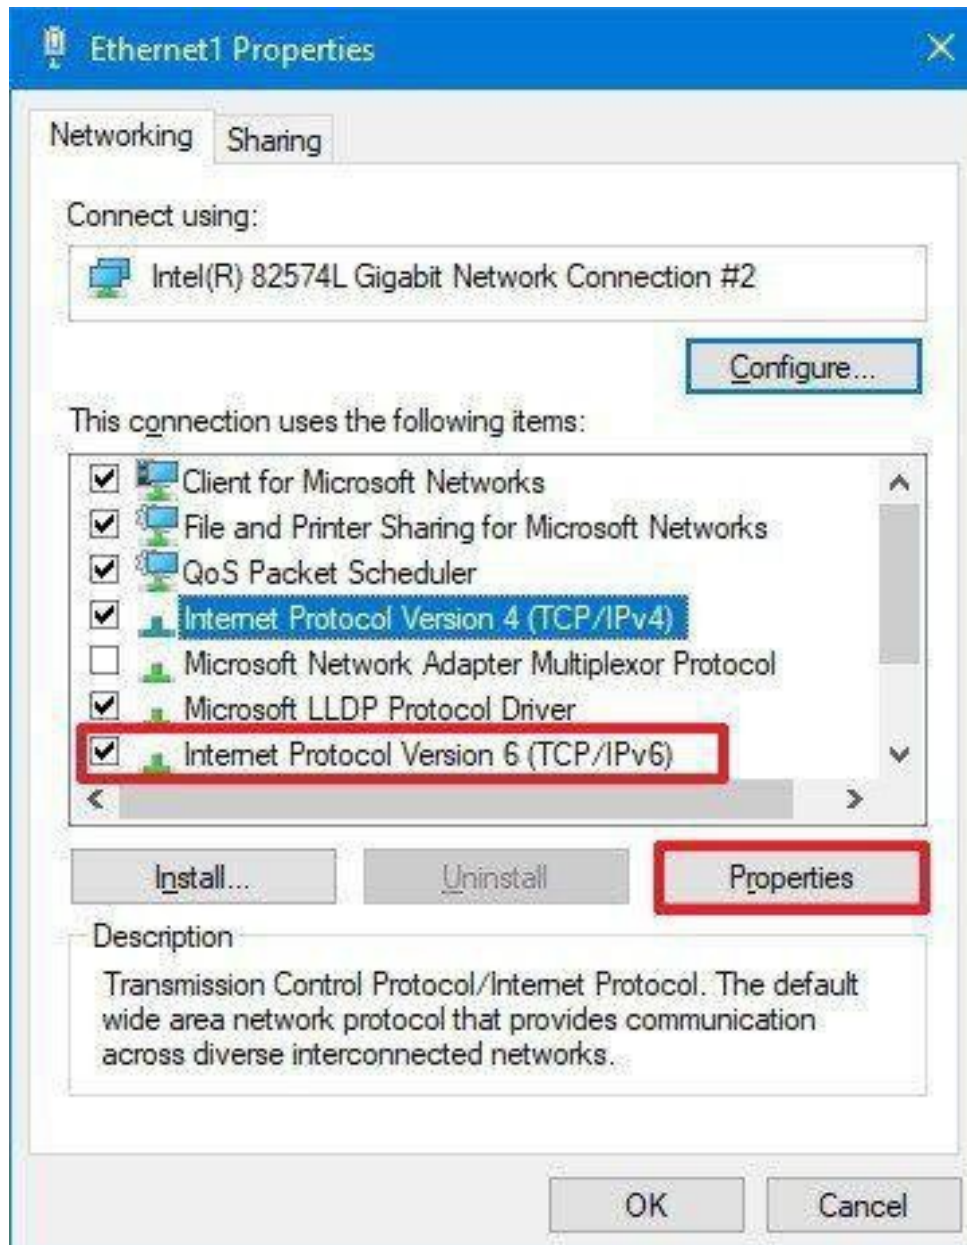 Ethernet1 Properties
Networking
Sharing
Connect using:
Intel(R) 82574L Gigabit Network Connection #2
Configure...
This connection uses the following items:
Client for Microsoft Networks
File and Printer Sharing for Microsoft Networks
QoS Packet Scheduler
Internet Protocol Version 4 (TCP/IPv4)
Microsoft Network Adapter Multiplexor Protocol
Microsoft LLDP Protocol Driver
Internet Protocol Version 6 (TCP/IPv6)
Install...
Uninstall
Properties
Description
Transmission Control Protocol/Internet Protocol. The default
wide area network protocol that provides communication
across diverse interconnected networks.
OK
Cancel